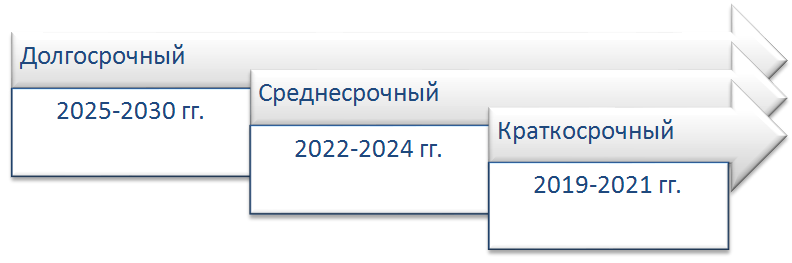 Долгосрочный
2025-2030 гг.
Среднесрочный
2022-2024 гг.
Краткосрочный
2019-2021 гг.